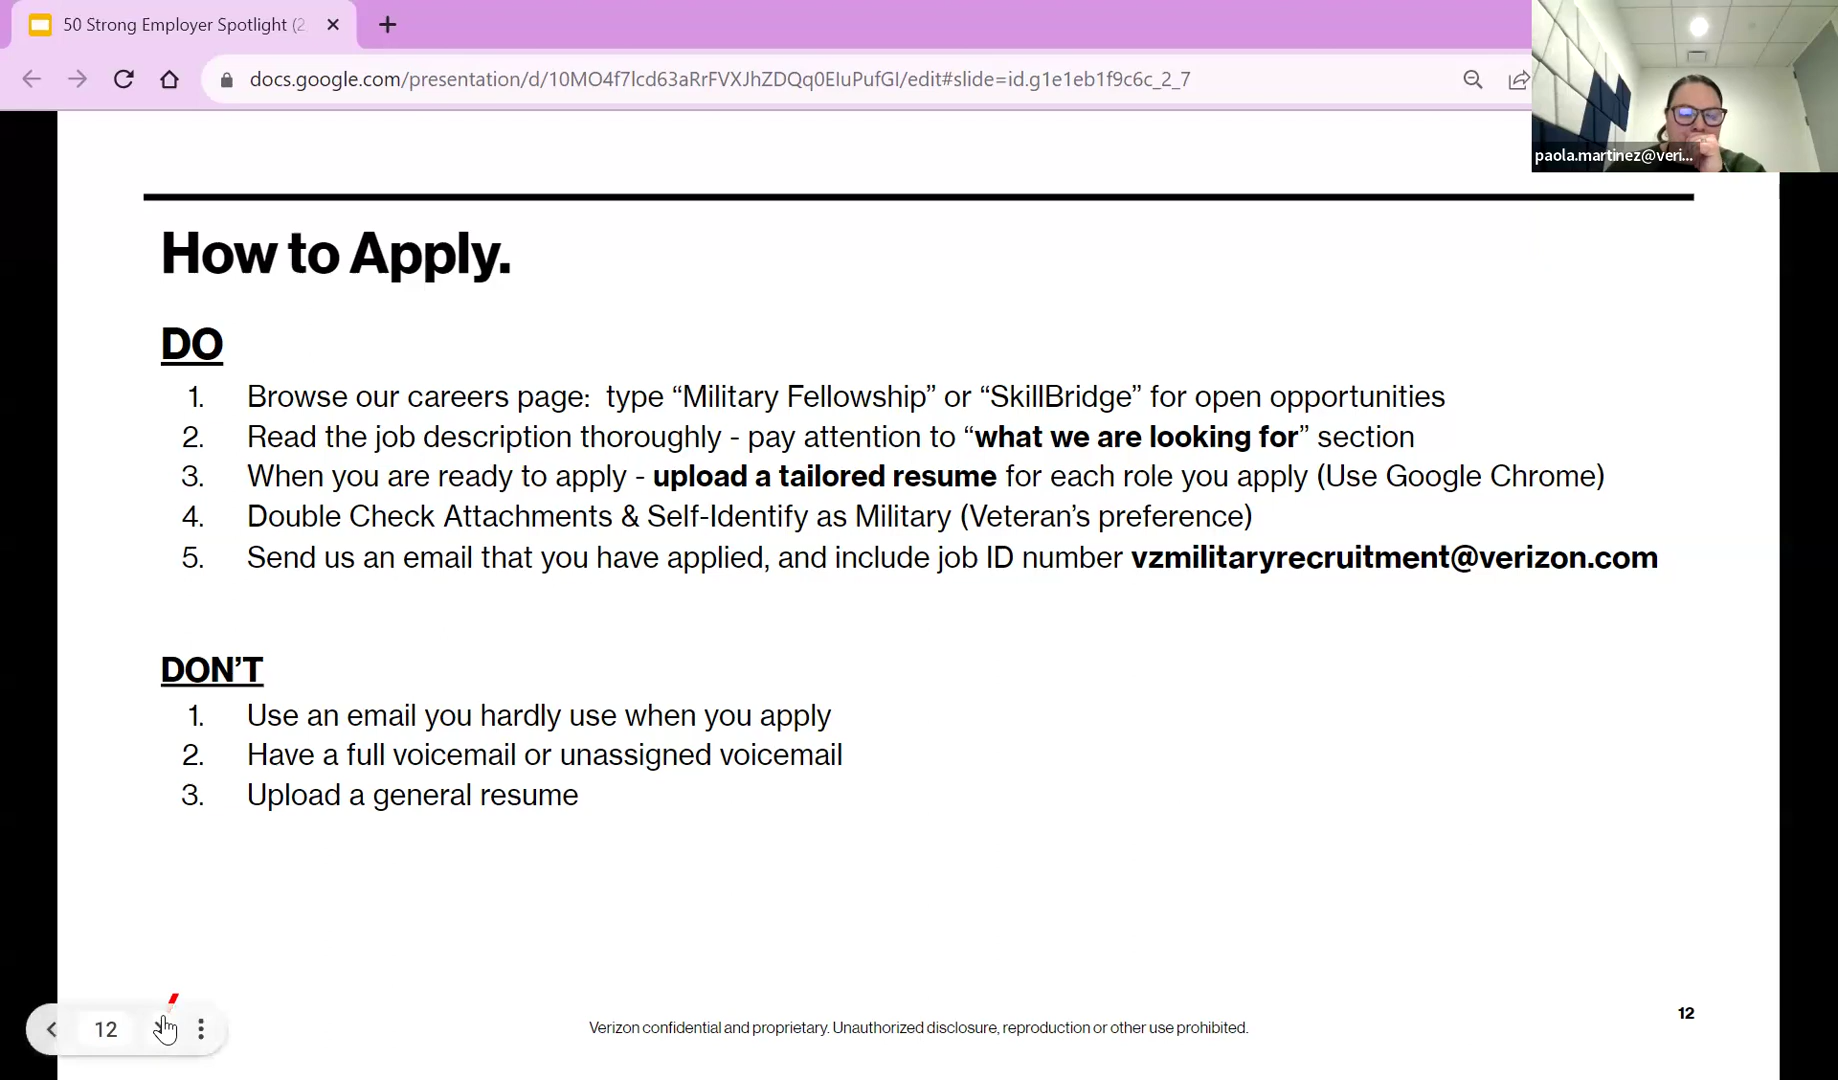 50 Strong Employer Spotlight (2
docs.google.com/presentation/d/10MO4f7lcd63aRrFVXJhZDQq0EIuPufGI/edit#slide=id.g1e1eb1f9c6c_2_7
paola.martinez@veri...
How to Apply.
DO
1. Browse our careers page:  type “Military Fellowship” or “SkillBridge” for open opportunities
2. Read the job description thoroughly - pay attention to “what we are looking for” section
3. When you are ready to apply - upload a tailored resume for each role you apply (Use Google Chrome)
4. Double Check Attachments & Self-Identify as Military (Veteran’s preference)
5. Send us an email that you have applied, and include job ID number vzmilitaryrecruitment@verizon.com
DON’T
1. Use an email you hardly use when you apply
2. Have a full voicemail or unassigned voicemail
3. Upload a general resume
12
Verizon confidential and proprietary. Unauthorized disclosure, reproduction or other use prohibited.
12